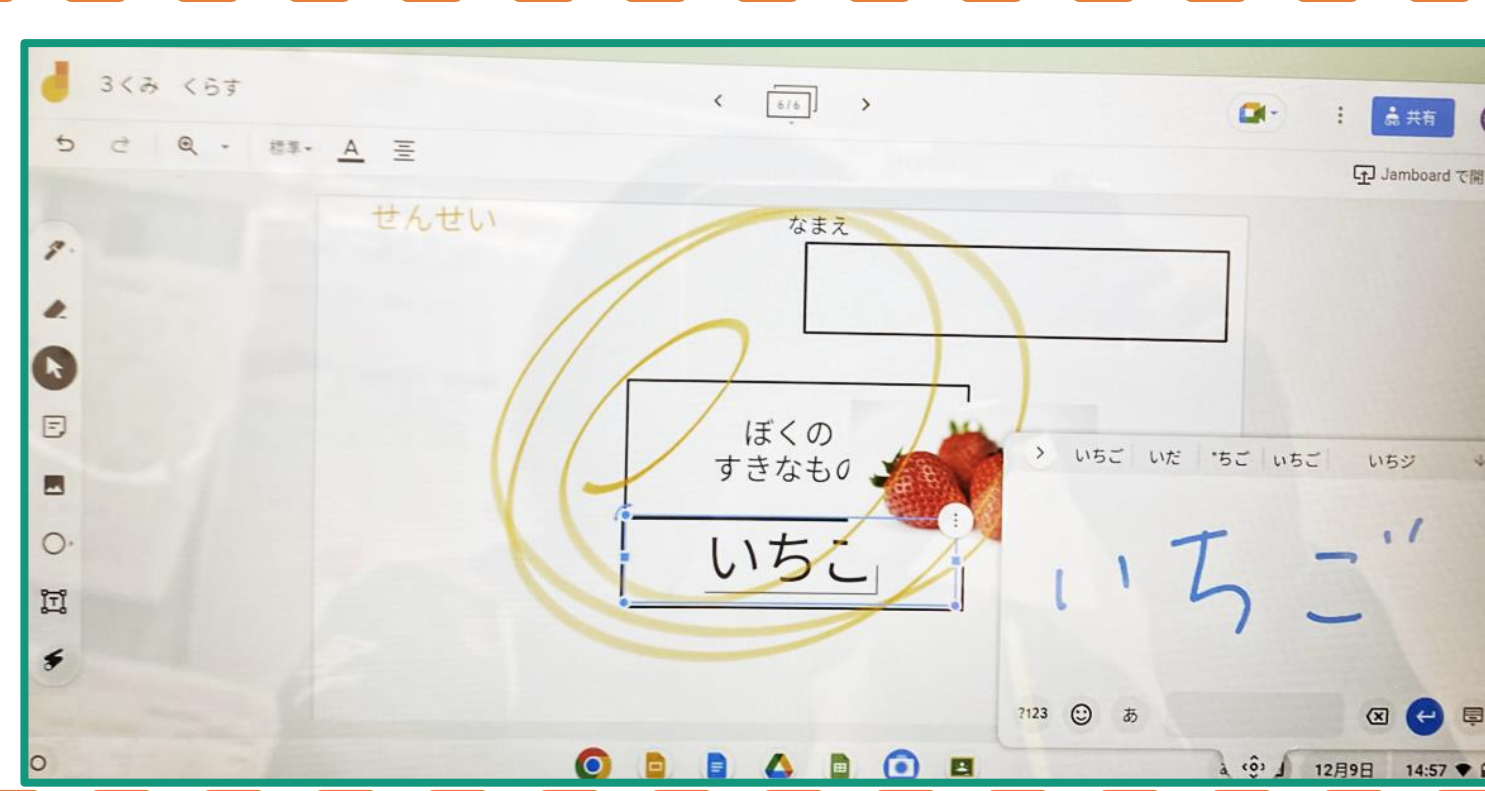 3くみ くらす
6/6
共有
標準
A
Jamboard で開
せんせい
なまえ
ぼくの
すきなもの
いちこ
いちご いだ "ちご いちご いちジ
いちご
?123 あ
12月9日 14:57